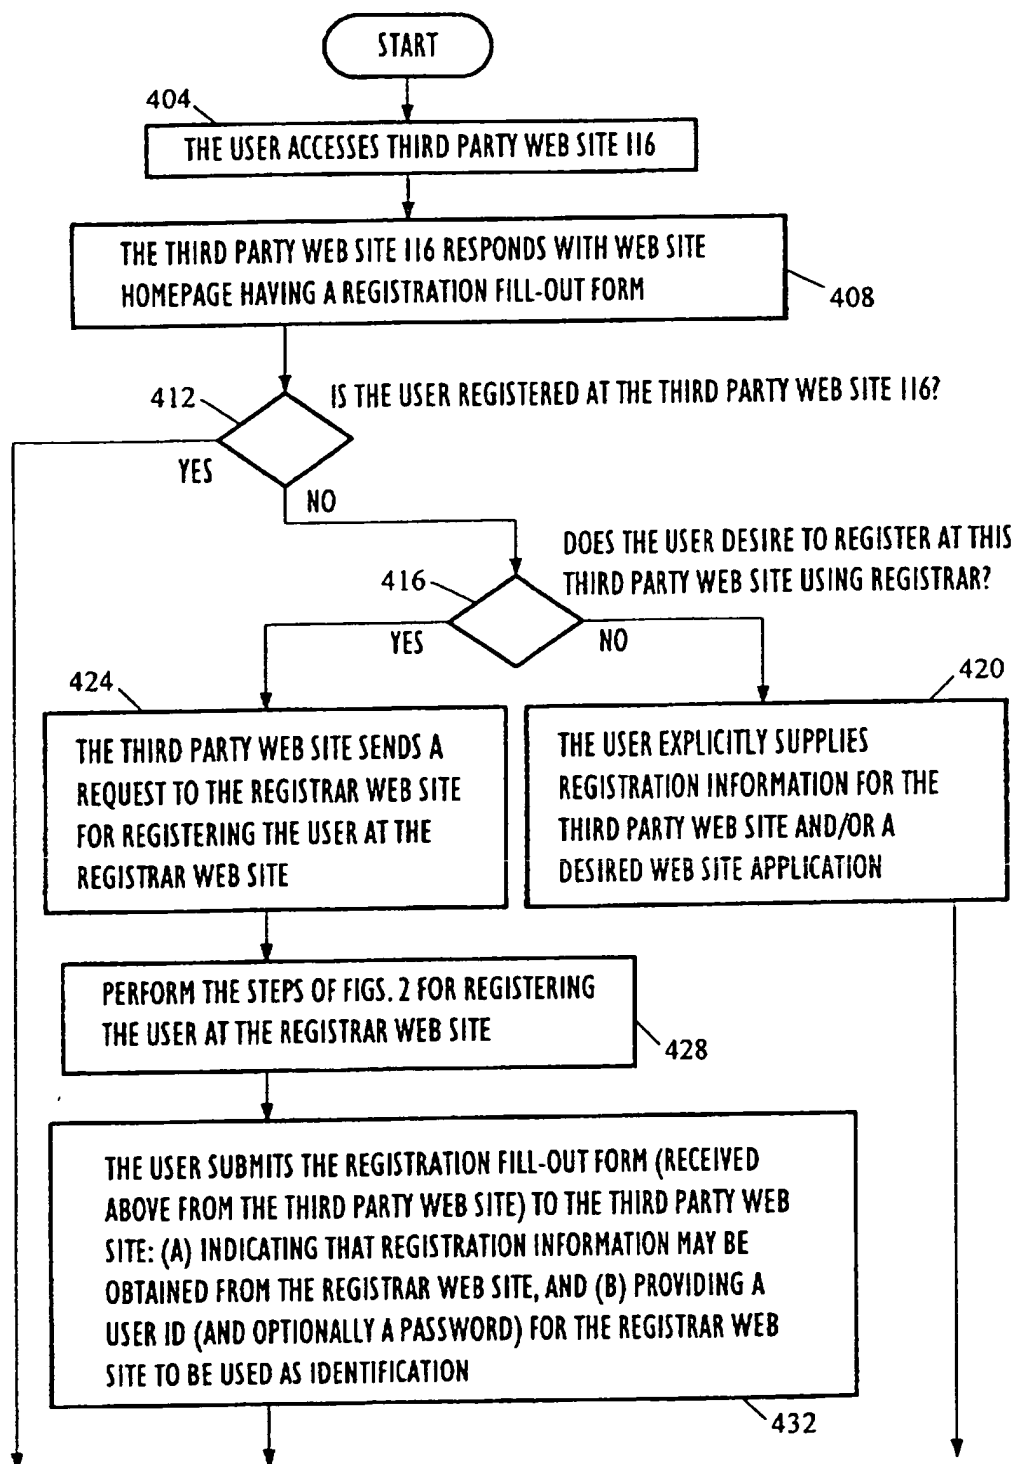 START
404
THE USER ACCESSES THIRD PARTY WEB SITE 116
THE THIRD PARTY WEB SITE 116 RESPONDS WITH WEB SITE
HOMEPAGE HAVING A REGISTRATION FILL-OUT FORM
408
412
IS THE USER REGISTERED AT THE THIRD PARTY WEB SITE 116?
YES
NO
DOES THE USER DESIRE TO REGISTER AT THIS
THIRD PARTY WEB SITE USING REGISTRAR?
416
YES
NO
424
THE THIRD PARTY WEB SITE SENDS A
REQUEST TO THE REGISTRAR WEB SITE
FOR REGISTERING THE USER AT THE
REGISTRAR WEB SITE
420
THE USER EXPLICITLY SUPPLIES
REGISTRATION INFORMATION FOR THE
THIRD PARTY WEB SITE AND/OR A
DESIRED WEB SITE APPLICATION
PERFORM THE STEPS OF FIGS. 2 FOR REGISTERING
THE USER AT THE REGISTRAR WEB SITE
428
THE USER SUBMITS THE REGISTRATION FILL-OUT FORM (RECEIVED
ABOVE FROM THE THIRD PARTY WEB SITE) TO THE THIRD PARTY WEB
SITE: (A) INDICATING THAT REGISTRATION INFORMATION MAY BE
OBTAINED FROM THE REGISTRAR WEB SITE, AND (B) PROVIDING A
USER ID (AND OPTIONALLY A PASSWORD) FOR THE REGISTRAR WEB
SITE TO BE USED AS IDENTIFICATION
432